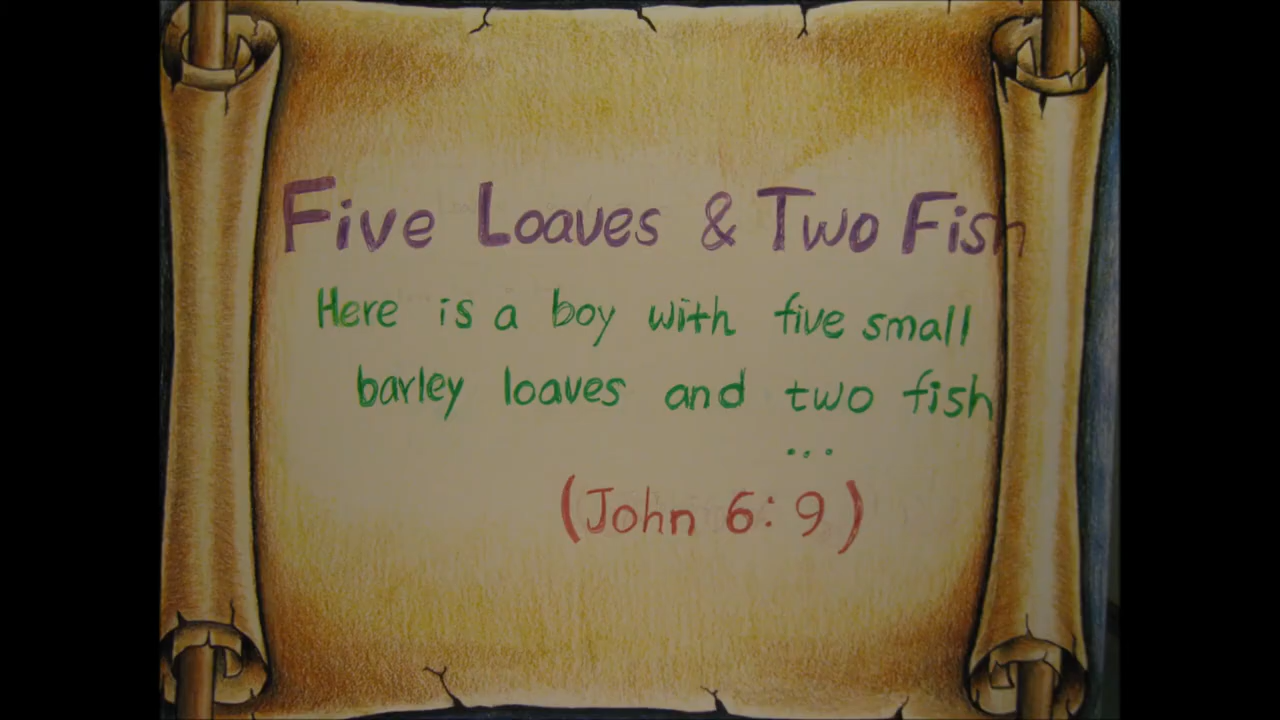 Five Loaves & Two Fish
Here is a boy with five small
barley loaves and two fish
...
(John 6:9)